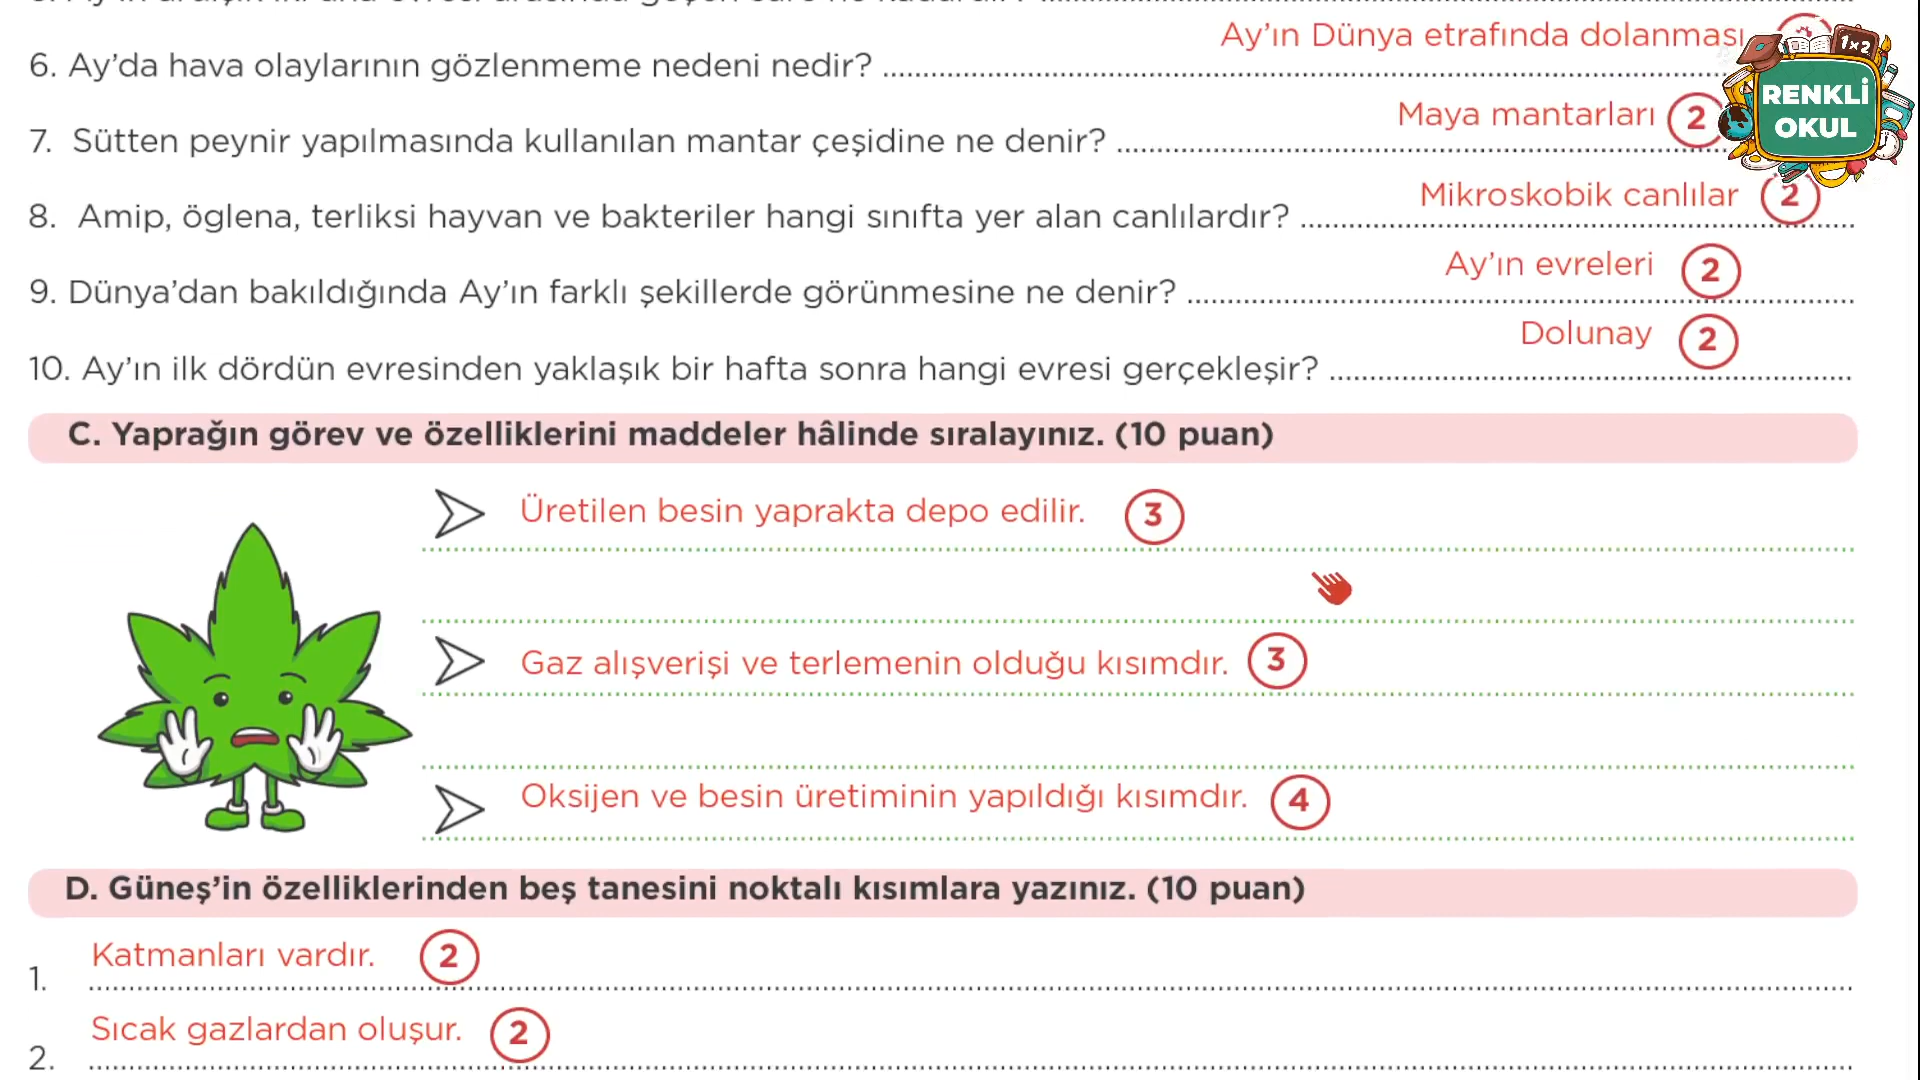 Ay’ın Dünya etrafında dolanması
6. Ay’da hava olaylarının gözlenmeme nedeni nedir?
1x2
RENKLİ
OKUL
Maya mantarları 2
7. Sütten peynir yapılmasında kullanılan mantar çeşidine ne denir?
Mikroskobik canlılar 2
8. Amip, öglena, terliksi hayvan ve bakteriler hangi sınıfta yer alan canlılardır?
Ay’ın evreleri 2
9. Dünya’dan bakıldığında Ay’ın farklı şekillerde görünmesine ne denir?
Dolunay 2
10. Ay’ın ilk dördün evresinden yaklaşık bir hafta sonra hangi evresi gerçekleşir?
C. Yaprağın görev ve özelliklerini maddeler hâlinde sıralayınız. (10 puan)
Üretilen besin yaprakta depo edilir. 3
Gaz alışverişi ve terlemenin olduğu kısımdır. 3
Oksijen ve besin üretiminin yapıldığı kısımdır. 4
D. Güneş’in özelliklerinden beş tanesini noktalı kısımlara yazınız. (10 puan)
Katmanları vardır. 2
1.
Sıcak gazlardan oluşur. 2
2.